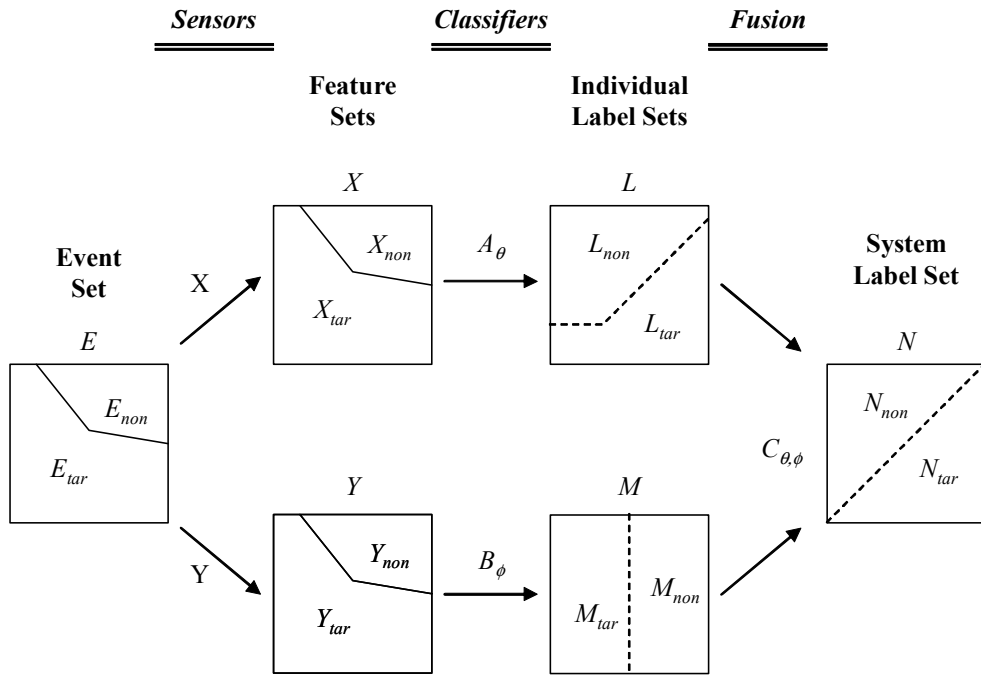 Sensors
Classifiers
Fusion
Feature
Sets
Individual
Label Sets
X
L
Event
Set
X
X_non
X_tar
A_θ
L_non
L_tar
System
Label Set
E
N
E_non
E_tar
N_non
N_tar
C_θ,ϕ
Y
M
Y
Y_non
Y_tar
B_ϕ
M_non
M_tar